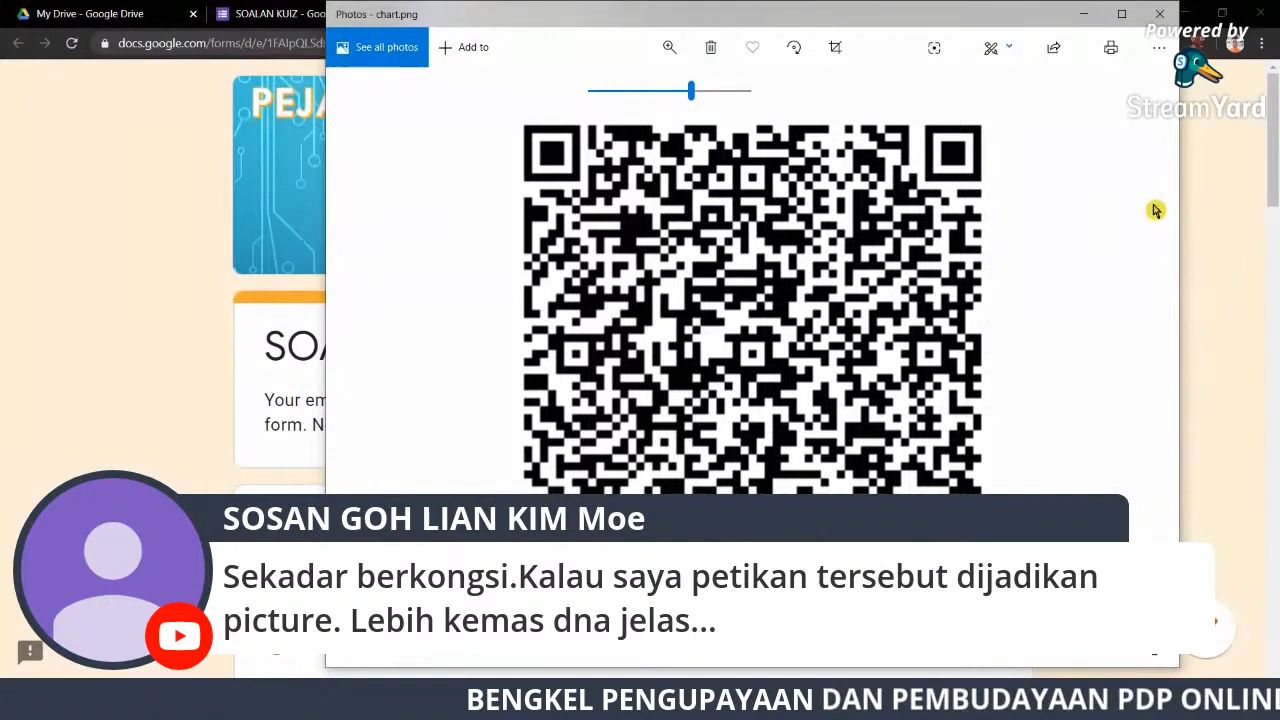 My Drive - Google Drive
SOALAN KUIZ - Goo
Photos - chart.png
docs.google.com/forms/d/e/1FAIpQLSd
See all photos
Add to
Powered by
StreamYard
PEJA
SOA
Your em
form. N
SOSAN GOH LIAN KIM Moe
Sekadar berkongsi.Kalau saya petikan tersebut dijadikan
picture. Lebih kemas dna jelas...
BENGKEL PENGUPAYAAN DAN PEMBUDAYAAN PDP ONLIN